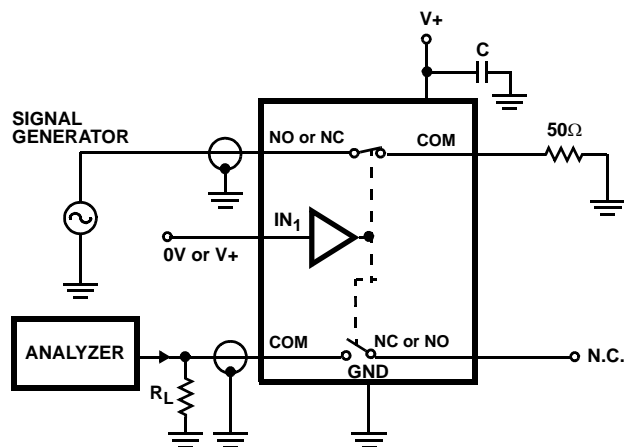 V+
C
SIGNAL
GENERATOR
NO or NC
COM
50Ω
IN1
0V or V+
ANALYZER
COM
NC or NO
N.C.
GND
RL